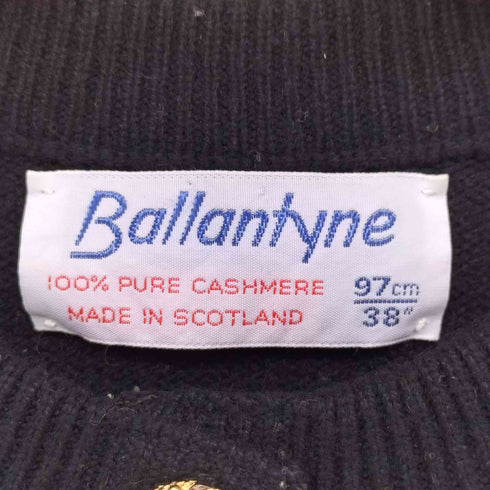 Ballantyne
100% PURE CASHMERE 97cm
MADE IN SCOTLAND 38"